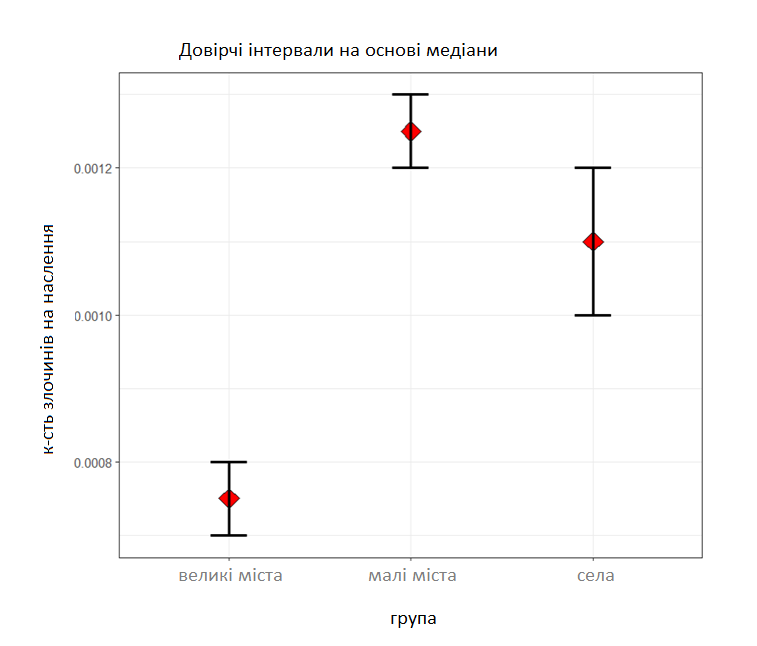 Довірчі інтервали на основі медіани
к-сть злочинів на наслення
0.0012
0.0010
0.0008
великі міста
малі міста
села
група